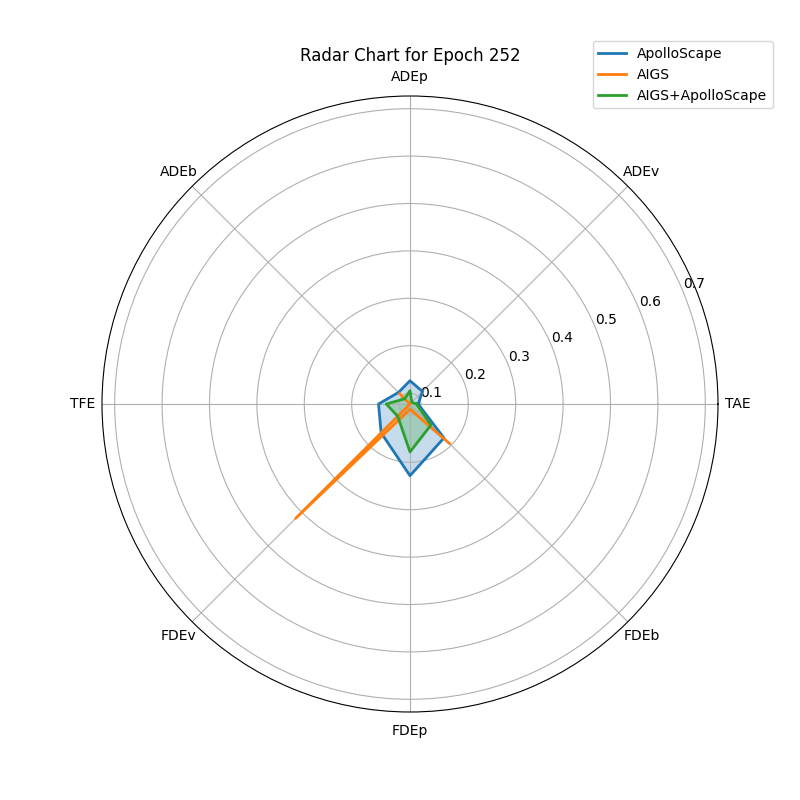 Radar Chart for Epoch 252
ApolloScape
AIGS
AIGS+ApolloScape
ADEp
ADEb
ADEv
0.7
0.6
0.5
0.4
0.3
0.2
0.1
TFE
TAE
FDEv
FDEb
FDEp